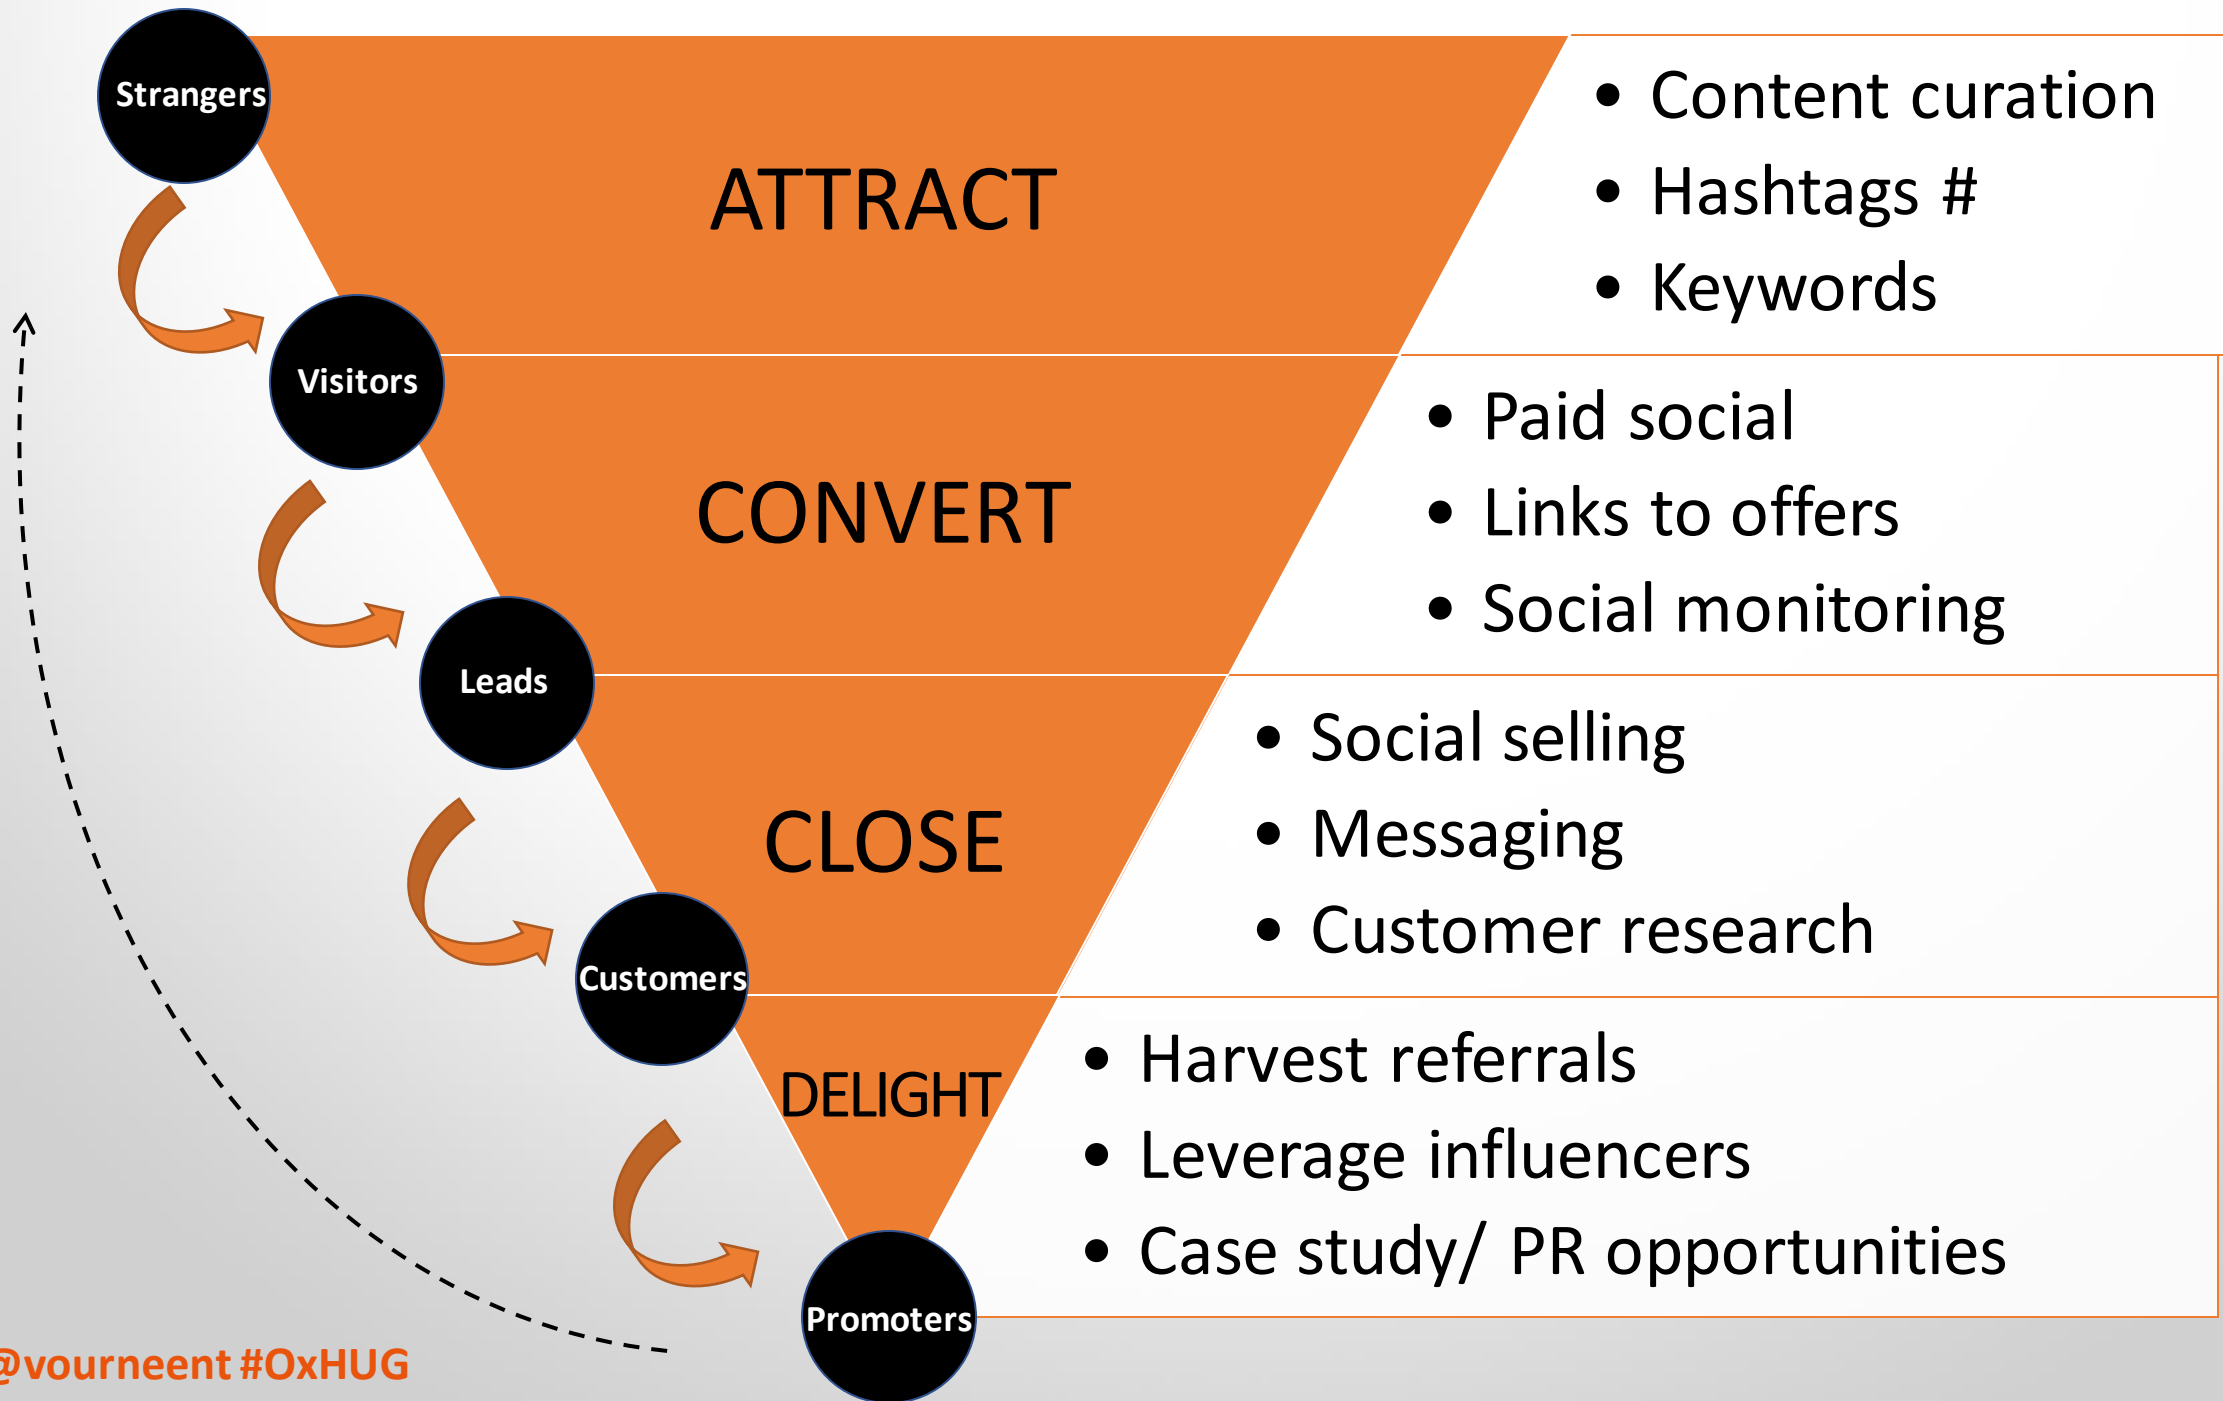 Strangers
ATTRACT
• Content curation
• Hashtags #
• Keywords
Visitors
CONVERT
• Paid social
• Links to offers
• Social monitoring
Leads
CLOSE
• Social selling
• Messaging
• Customer research
Customers
DELIGHT
• Harvest referrals
• Leverage influencers
• Case study/ PR opportunities
Promoters
@vourneent #OxHUG